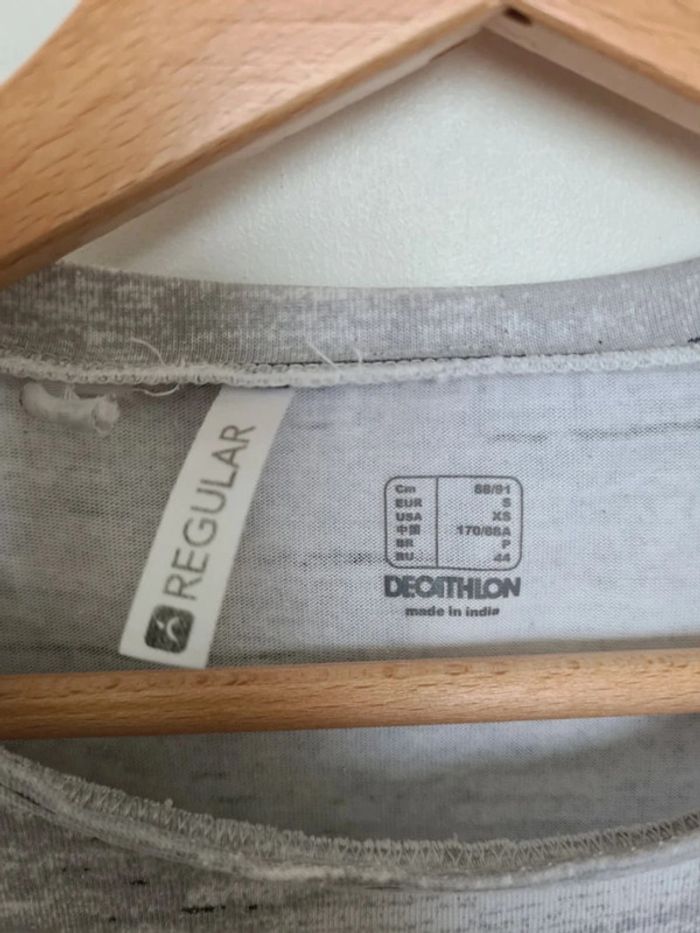 REGULAR
Cm 88/91
EUR S
USA XS
中国 170/88A
BR P
RU 44
DECATHLON
made in india